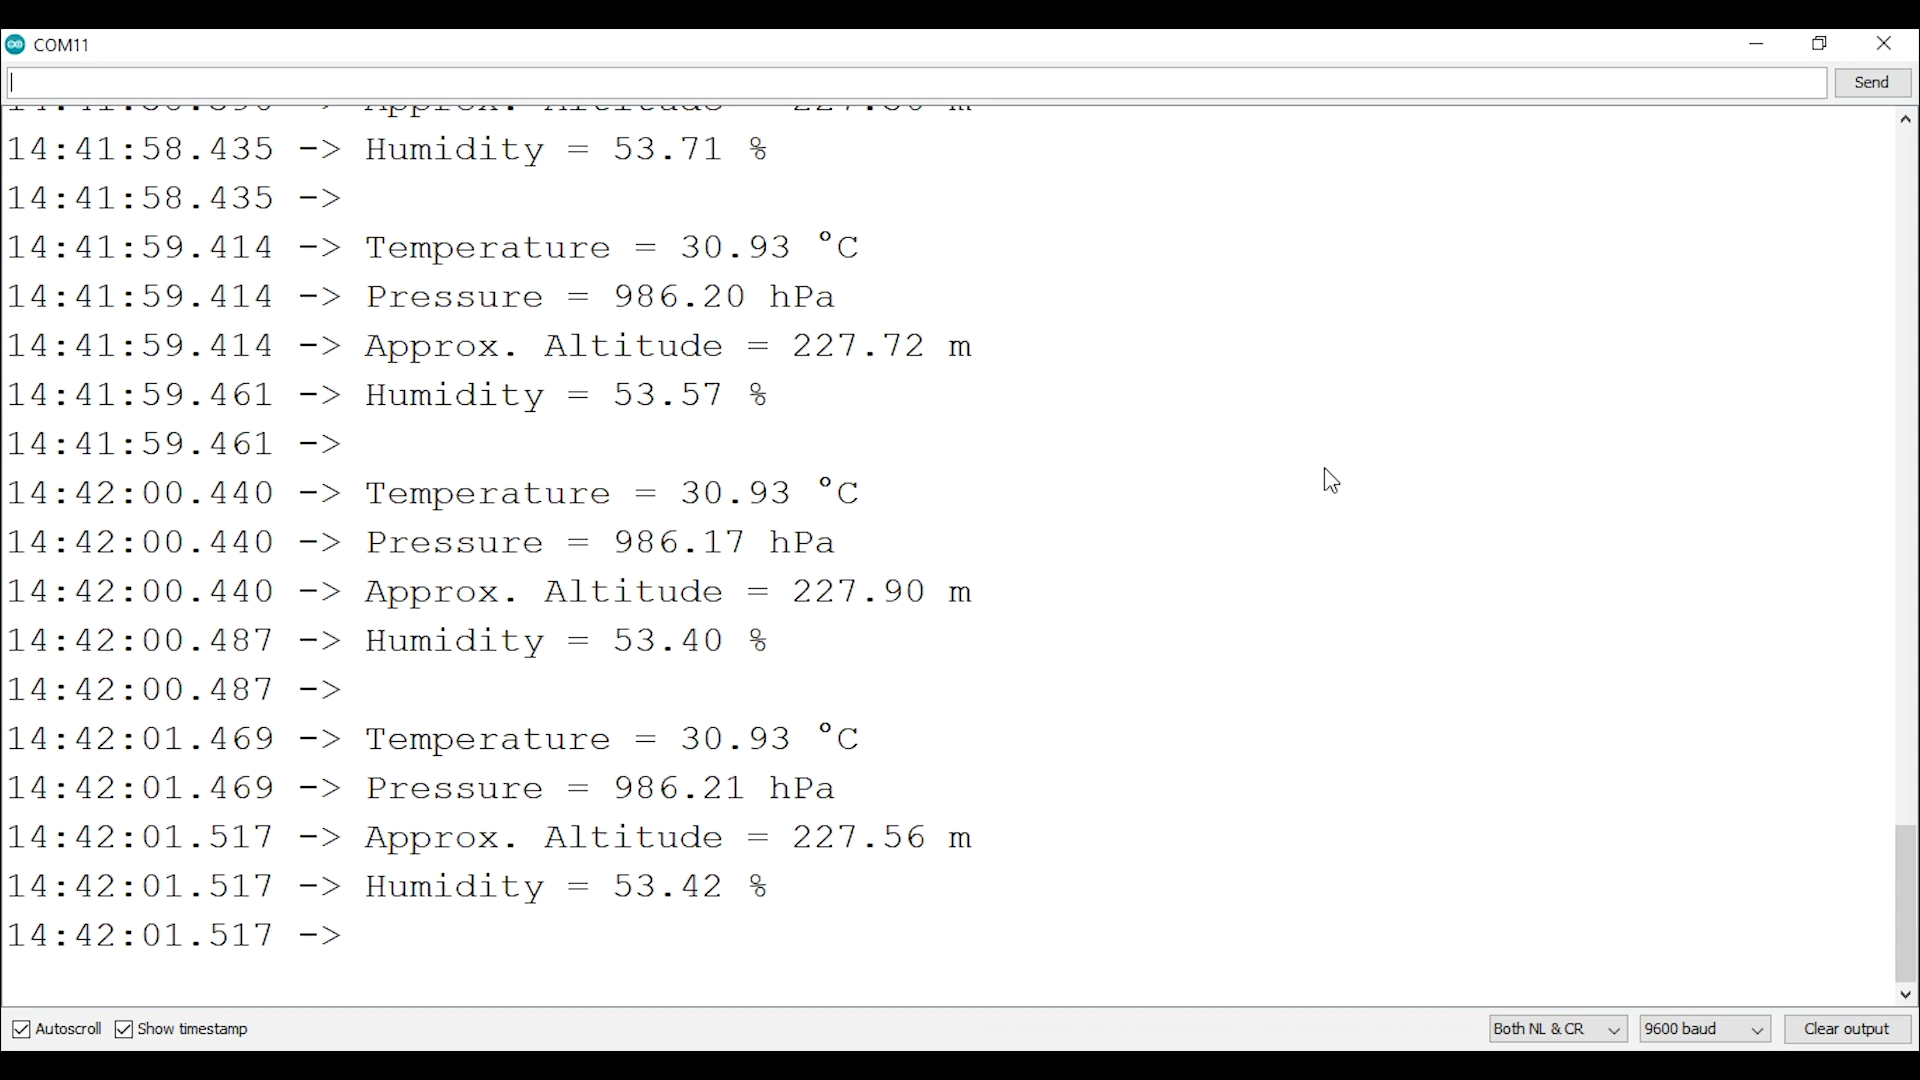 COM11
Send
14:41:58.435 -> Humidity = 53.71 %
14:41:58.435 ->
14:41:59.414 -> Temperature = 30.93 °C
14:41:59.414 -> Pressure = 986.20 hPa
14:41:59.414 -> Approx. Altitude = 227.72 m
14:41:59.461 -> Humidity = 53.57 %
14:41:59.461 ->
14:42:00.440 -> Temperature = 30.93 °C
14:42:00.440 -> Pressure = 986.17 hPa
14:42:00.440 -> Approx. Altitude = 227.90 m
14:42:00.487 -> Humidity = 53.40 %
14:42:00.487 ->
14:42:01.469 -> Temperature = 30.93 °C
14:42:01.469 -> Pressure = 986.21 hPa
14:42:01.517 -> Approx. Altitude = 227.56 m
14:42:01.517 -> Humidity = 53.42 %
14:42:01.517 ->
Autoscroll Show timestamp Both NL & CR 9600 baud Clear output